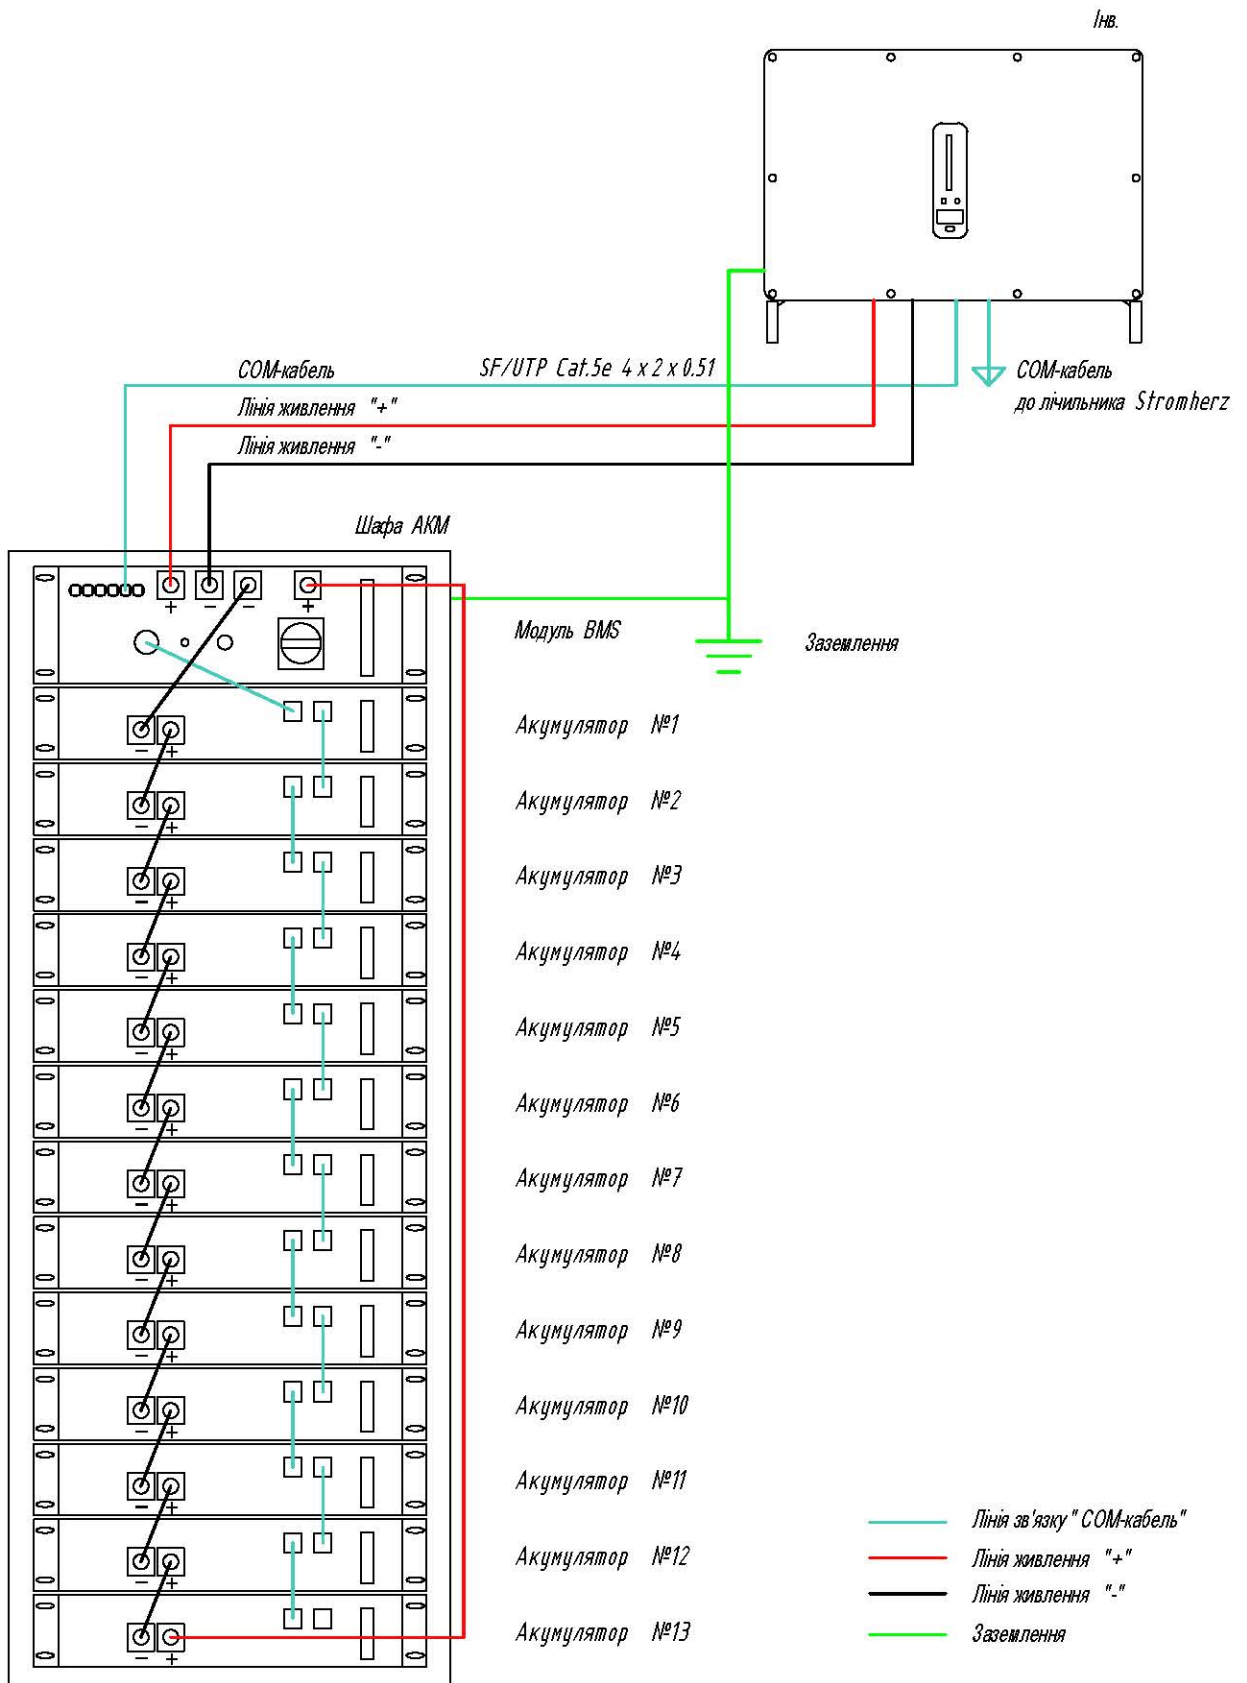 Інв.
COM-кабель
SF/UTP Cat.5e 4 x 2 x 0.51
COM-кабель
до лічильника Stromherz
Лінія живлення "+"
Лінія живлення "-"
Шафа АКМ
+
–
–
+
Модуль BMS
Заземлення
– +
Акумулятор №1
– +
Акумулятор №2
– +
Акумулятор №3
– +
Акумулятор №4
– +
Акумулятор №5
– +
Акумулятор №6
– +
Акумулятор №7
– +
Акумулятор №8
– +
Акумулятор №9
– +
Акумулятор №10
– +
Акумулятор №11
– +
Акумулятор №12
– +
Акумулятор №13
Лінія зв'язку " COM-кабель"
Лінія живлення "+"
Лінія живлення "-"
Заземлення